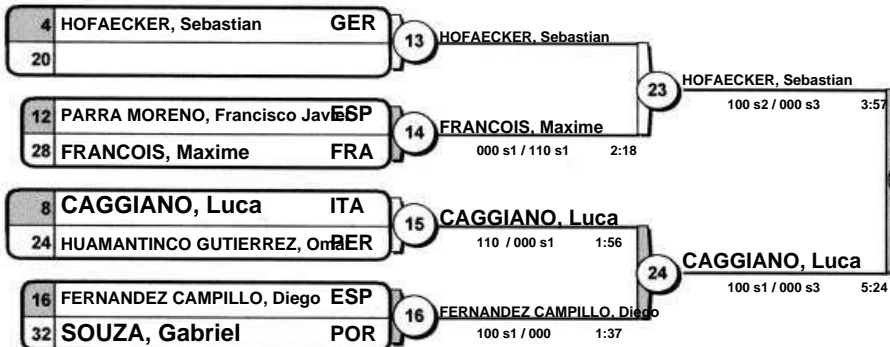 4 HOFAECKER, Sebastian GER
20
13 HOFAECKER, Sebastian
12 PARRA MORENO, Francisco Javier ESP
28 FRANCOIS, Maxime FRA
14 FRANCOIS, Maxime
000 s1 / 110 s1 2:18
23 HOFAECKER, Sebastian
100 s2 / 000 s3 3:57
8 CAGGIANO, Luca ITA
24 HUAMANTINCO GUTIERREZ, Omar PER
15 CAGGIANO, Luca
110 / 000 s1 1:56
16 FERNANDEZ CAMPILLO, Diego ESP
32 SOUZA, Gabriel POR
16 FERNANDEZ CAMPILLO, Diego
100 s1 / 000 1:37
24 CAGGIANO, Luca
100 s1 / 000 s3 5:24